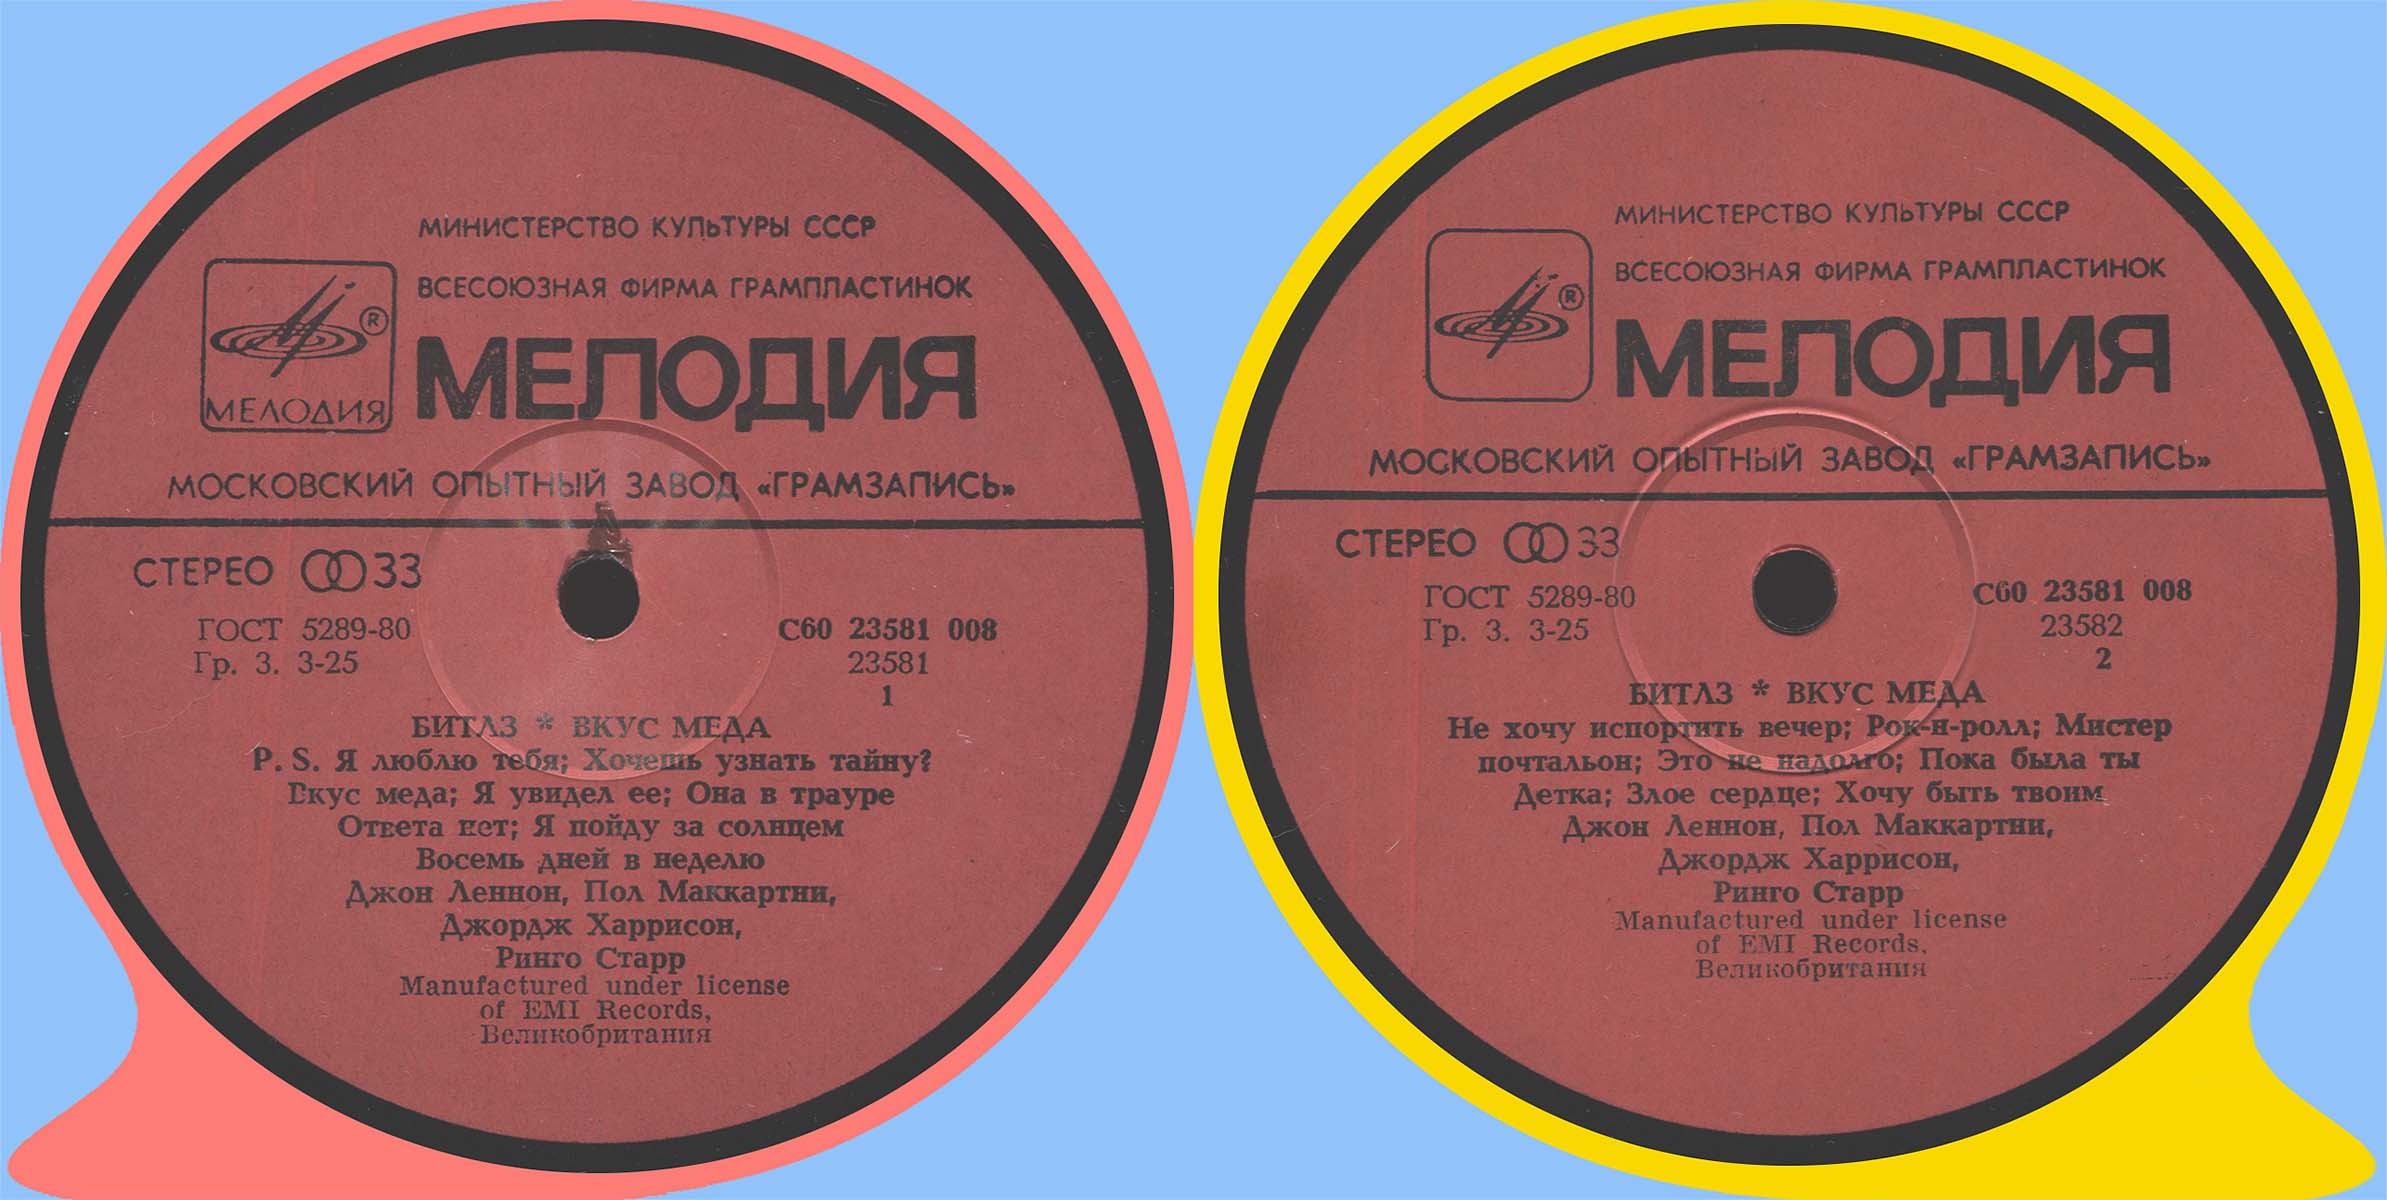 МИНИСТЕРСТВО КУЛЬТУРЫ СССР
ВСЕСОЮЗНАЯ ФИРМА ГРАМПЛАСТИНОК
®
МЕЛОДИЯ
МЕЛОДИЯ
МОСКОВСКИЙ ОПЫТНЫЙ ЗАВОД «ГРАМЗАПИСЬ»
СТЕРЕО 33
ГОСТ 5289-80
С60 23581 008
Гр. 3. 3-25
23581
1
БИТЛЗ * ВКУС МЕДА
P. S. Я люблю тебя; Хочешь узнать тайну?
Вкус меда; Я увидел ее; Она в трауре
Ответа нет; Я пойду за солнцем
Восемь дней в неделю
Джон Леннон, Пол Маккартни,
Джордж Харрисон,
Ринго Старр
Manufactured under license
of EMI Records,
Великобритания
МИНИСТЕРСТВО КУЛЬТУРЫ СССР
ВСЕСОЮЗНАЯ ФИРМА ГРАМПЛАСТИНОК
®
МЕЛОДИЯ
МОСКОВСКИЙ ОПЫТНЫЙ ЗАВОД «ГРАМЗАПИСЬ»
СТЕРЕО 33
ГОСТ 5289-80
С60 23581 008
Гр. 3. 3-25
23582
2
БИТЛЗ * ВКУС МЕДА
Не хочу испортить вечер; Рок-н-ролл; Мистер
почтальон; Это не надолго; Пока была ты
Детка; Злое сердце; Хочу быть твоим
Джон Леннон, Пол Маккартни,
Джордж Харрисон,
Ринго Старр
Manufactured under license
of EMI Records,
Великобритания